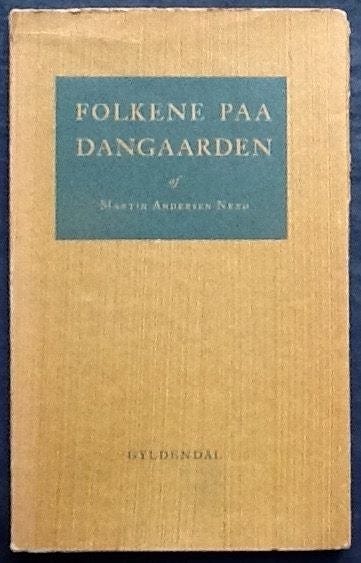 FOLKENE PAA
DANGAARDEN
af
MARTIN ANDERSEN NEXØ
GYLDENDAL